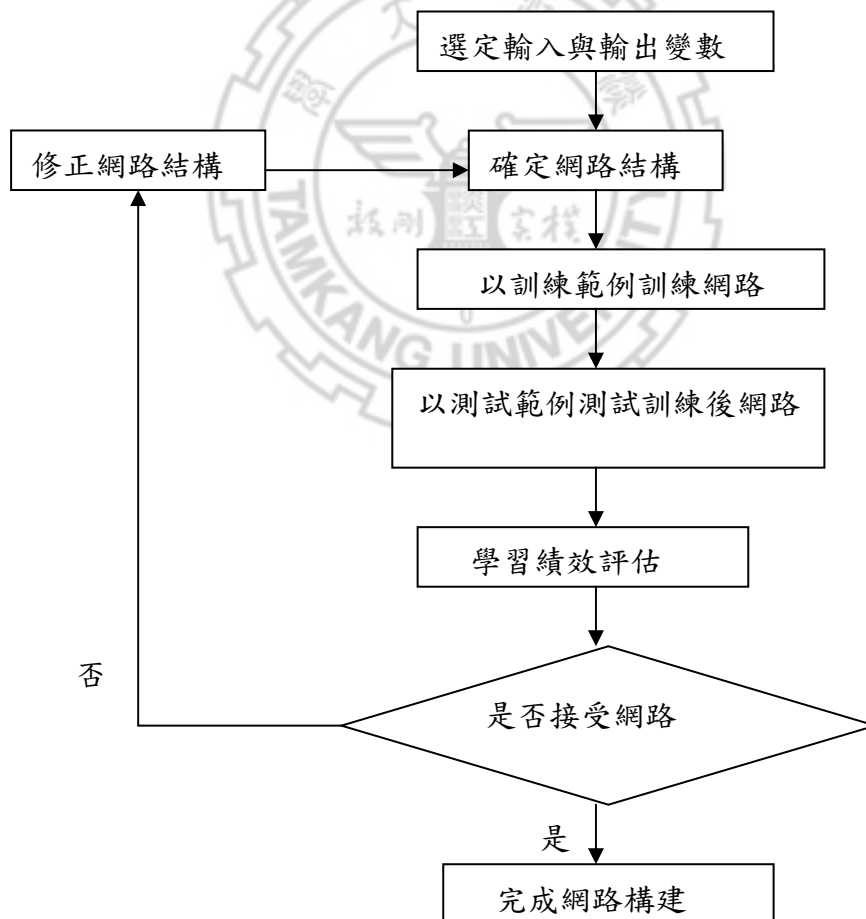 選定輸入與輸出變數
修正網路結構
確定網路結構
TAMKANG UNIVERSITY
以訓練範例訓練網路
以測試範例測試訓練後網路
學習績效評估
否
是否接受網路
是
完成網路構建